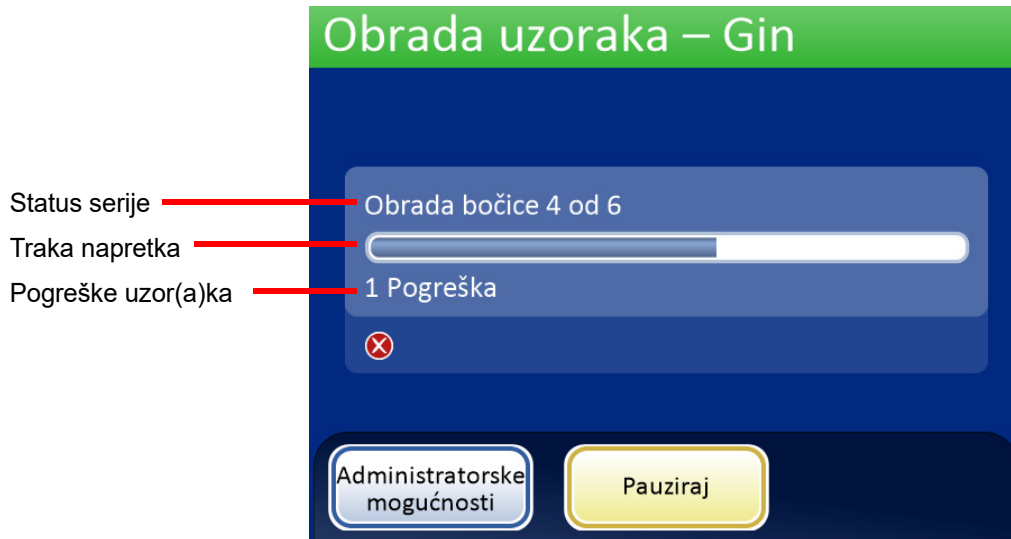 Obrada uzoraka – Gin
Status serije
Obrada bočice 4 od 6
Traka napretka
Pogreške uzor(a)ka
1 Pogreška
Administratorske
mogućnosti
Pauziraj